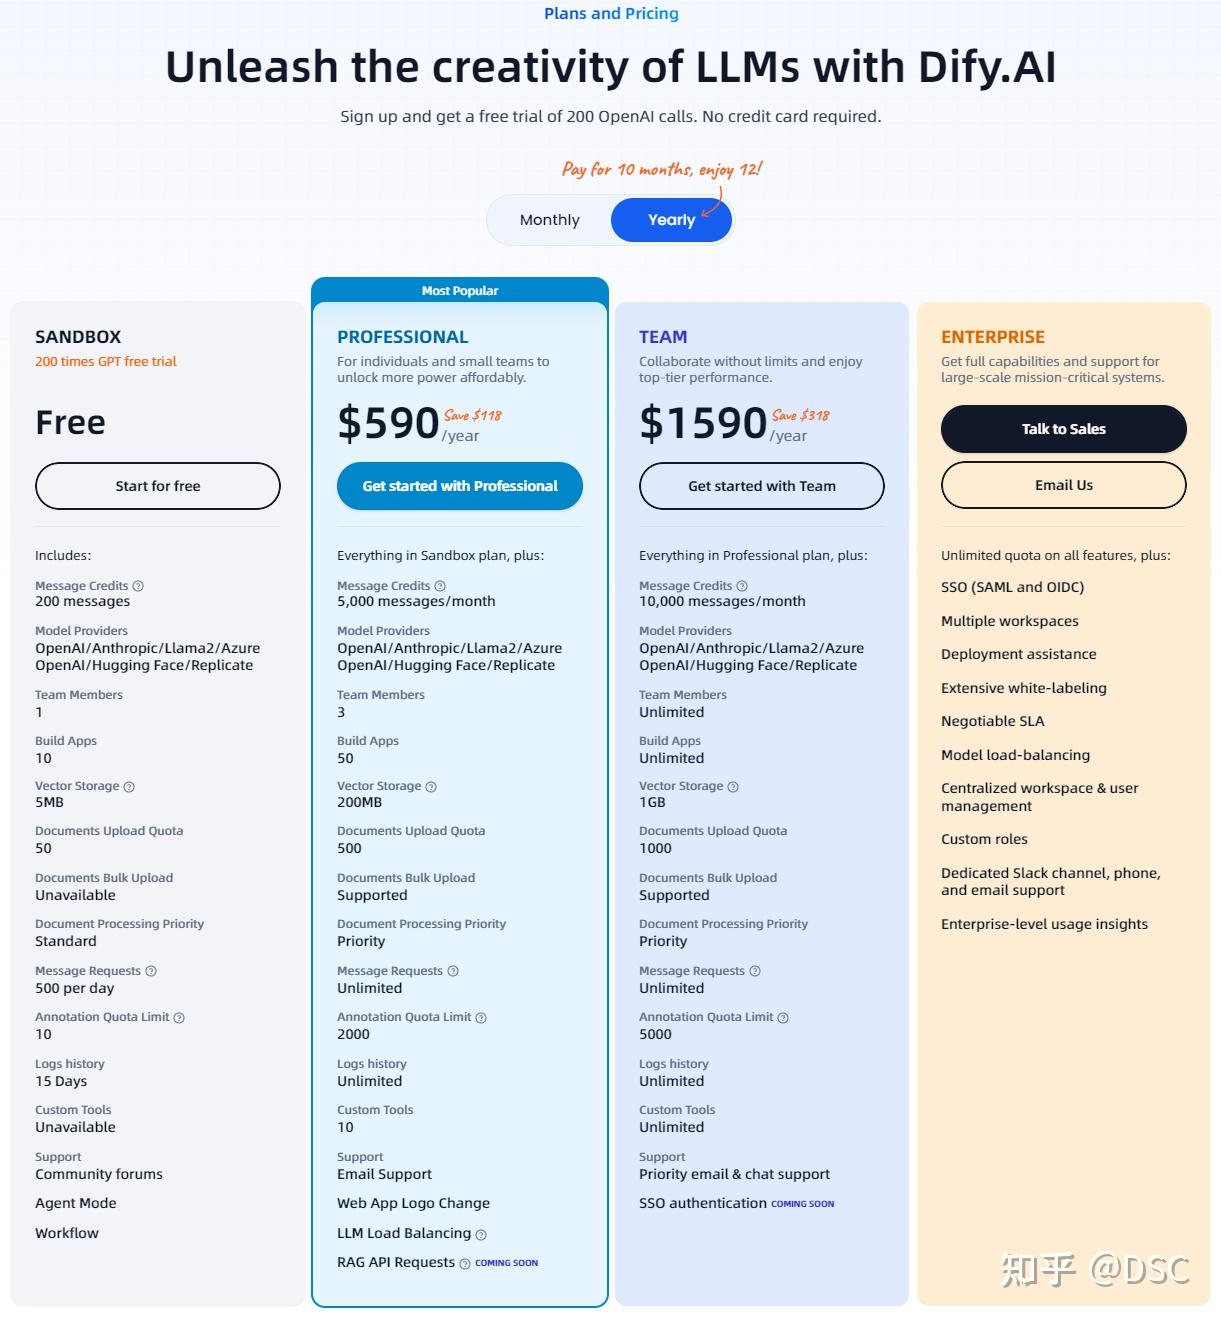 Plans and Pricing
Unleash the creativity of LLMs with Dify.AI
Sign up and get a free trial of 200 OpenAI calls. No credit card required.
Pay for 10 months, enjoy 12!
Monthly
Yearly
SANDBOX
200 times GPT free trial
Free
Start for free
Includes:
Message Credits
200 messages
Model Providers
OpenAI/Anthropic/Llama2/Azure
OpenAI/Hugging Face/Replicate
Team Members
1
Build Apps
10
Vector Storage
5MB
Documents Upload Quota
50
Documents Bulk Upload
Unavailable
Document Processing Priority
Standard
Message Requests
500 per day
Annotation Quota Limit
10
Logs history
15 Days
Custom Tools
Unavailable
Support
Community forums
Agent Mode
Workflow
Most Popular
PROFESSIONAL
For individuals and small teams to
unlock more power affordably.
$590 Save $118
/year
Get started with Professional
Everything in Sandbox plan, plus:
Message Credits
5,000 messages/month
Model Providers
OpenAI/Anthropic/Llama2/Azure
OpenAI/Hugging Face/Replicate
Team Members
3
Build Apps
50
Vector Storage
200MB
Documents Upload Quota
500
Documents Bulk Upload
Supported
Document Processing Priority
Priority
Message Requests
Unlimited
Annotation Quota Limit
2000
Logs history
Unlimited
Custom Tools
10
Support
Email Support
Web App Logo Change
LLM Load Balancing
RAG API Requests COMING SOON
TEAM
Collaborate without limits and enjoy
top-tier performance.
$1590 Save $318
/year
Get started with Team
Everything in Professional plan, plus:
Message Credits
10,000 messages/month
Model Providers
OpenAI/Anthropic/Llama2/Azure
OpenAI/Hugging Face/Replicate
Team Members
Unlimited
Build Apps
Unlimited
Vector Storage
1GB
Documents Upload Quota
1000
Documents Bulk Upload
Supported
Document Processing Priority
Priority
Message Requests
Unlimited
Annotation Quota Limit
5000
Logs history
Unlimited
Custom Tools
Unlimited
Support
Priority email & chat support
SSO authentication COMING SOON
ENTERPRISE
Get full capabilities and support for
large-scale mission-critical systems.
Talk to Sales
Email Us
Unlimited quota on all features, plus:
SSO (SAML and OIDC)
Multiple workspaces
Deployment assistance
Extensive white-labeling
Negotiable SLA
Model load-balancing
Centralized workspace & user
management
Custom roles
Dedicated Slack channel, phone,
and email support
Enterprise-level usage insights
知乎 @DSC